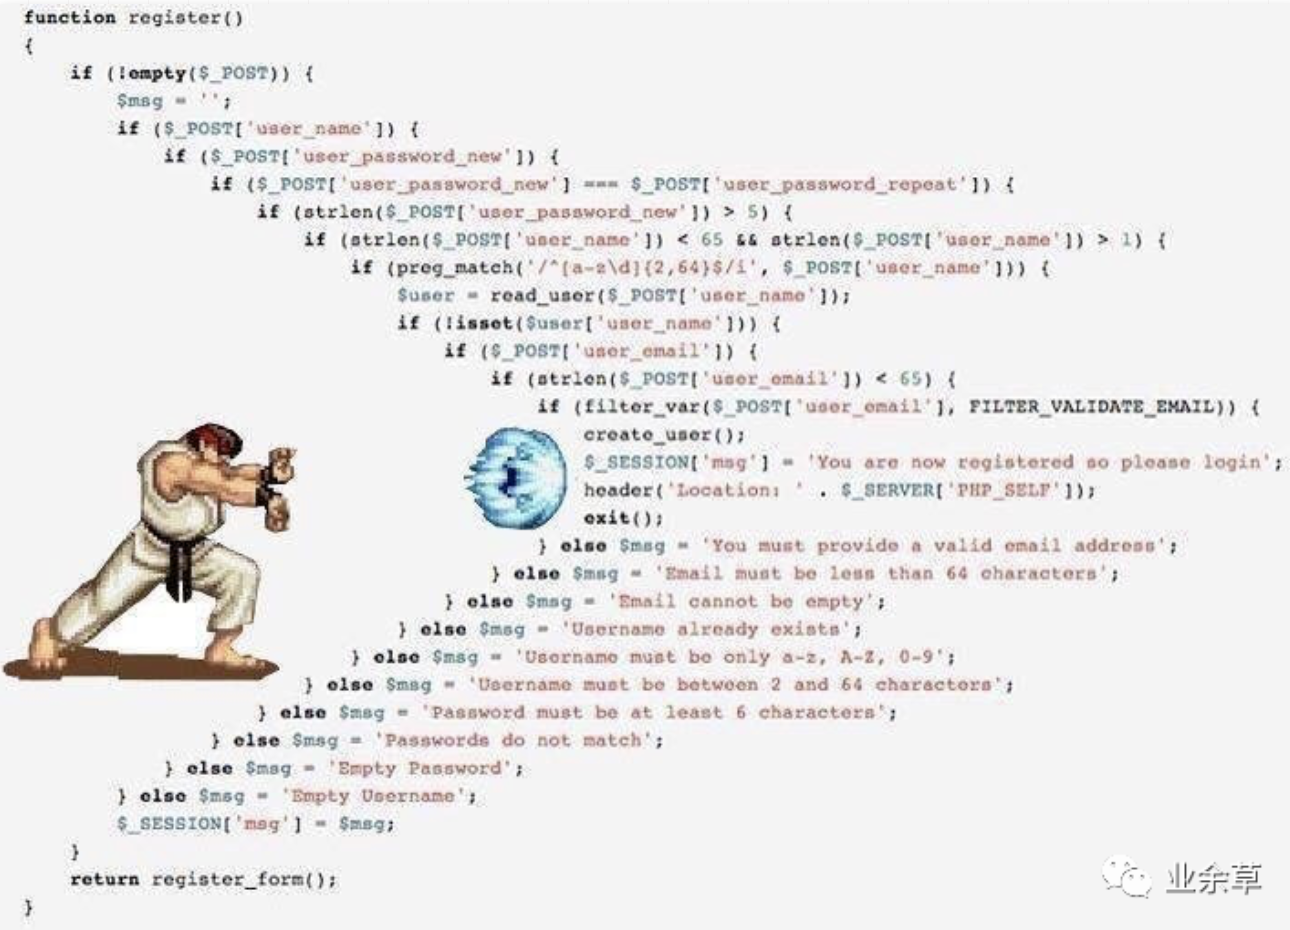 function register()
{
    if (!empty($_POST)) {
        $msg = '';
        if ($_POST['user_name']) {
            if ($_POST['user_password_new']) {
                if ($_POST['user_password_new'] === $_POST['user_password_repeat']) {
                    if (strlen($_POST['user_password_new']) > 5) {
                        if (strlen($_POST['user_name']) < 65 && strlen($_POST['user_name']) > 1) {
                            if (preg_match('/^[a-z\d]{2,64}$/i', $_POST['user_name'])) {
                                $user = read_user($_POST['user_name']);
                                if (!isset($user['user_name'])) {
                                    if ($_POST['user_email']) {
                                        if (strlen($_POST['user_email']) < 65) {
                                            if (filter_var($_POST['user_email'], FILTER_VALIDATE_EMAIL)) {
                                                create_user();
                                                $_SESSION['msg'] = 'You are now registered so please login';
                                                header('Location: ' . $_SERVER['PHP_SELF']);
                                                exit();
                                            } else $msg = 'You must provide a valid email address';
                                        } else $msg = 'Email must be less than 64 characters';
                                    } else $msg = 'Email cannot be empty';
                                } else $msg = 'Username already exists';
                            } else $msg = 'Username must be only a-z, A-Z, 0-9';
                        } else $msg = 'Username must be between 2 and 64 characters';
                    } else $msg = 'Password must be at least 6 characters';
                } else $msg = 'Passwords do not match';
            } else $msg = 'Empty Password';
        } else $msg = 'Empty Username';
        $_SESSION['msg'] = $msg;
    }
    return register_form();
}
业余草